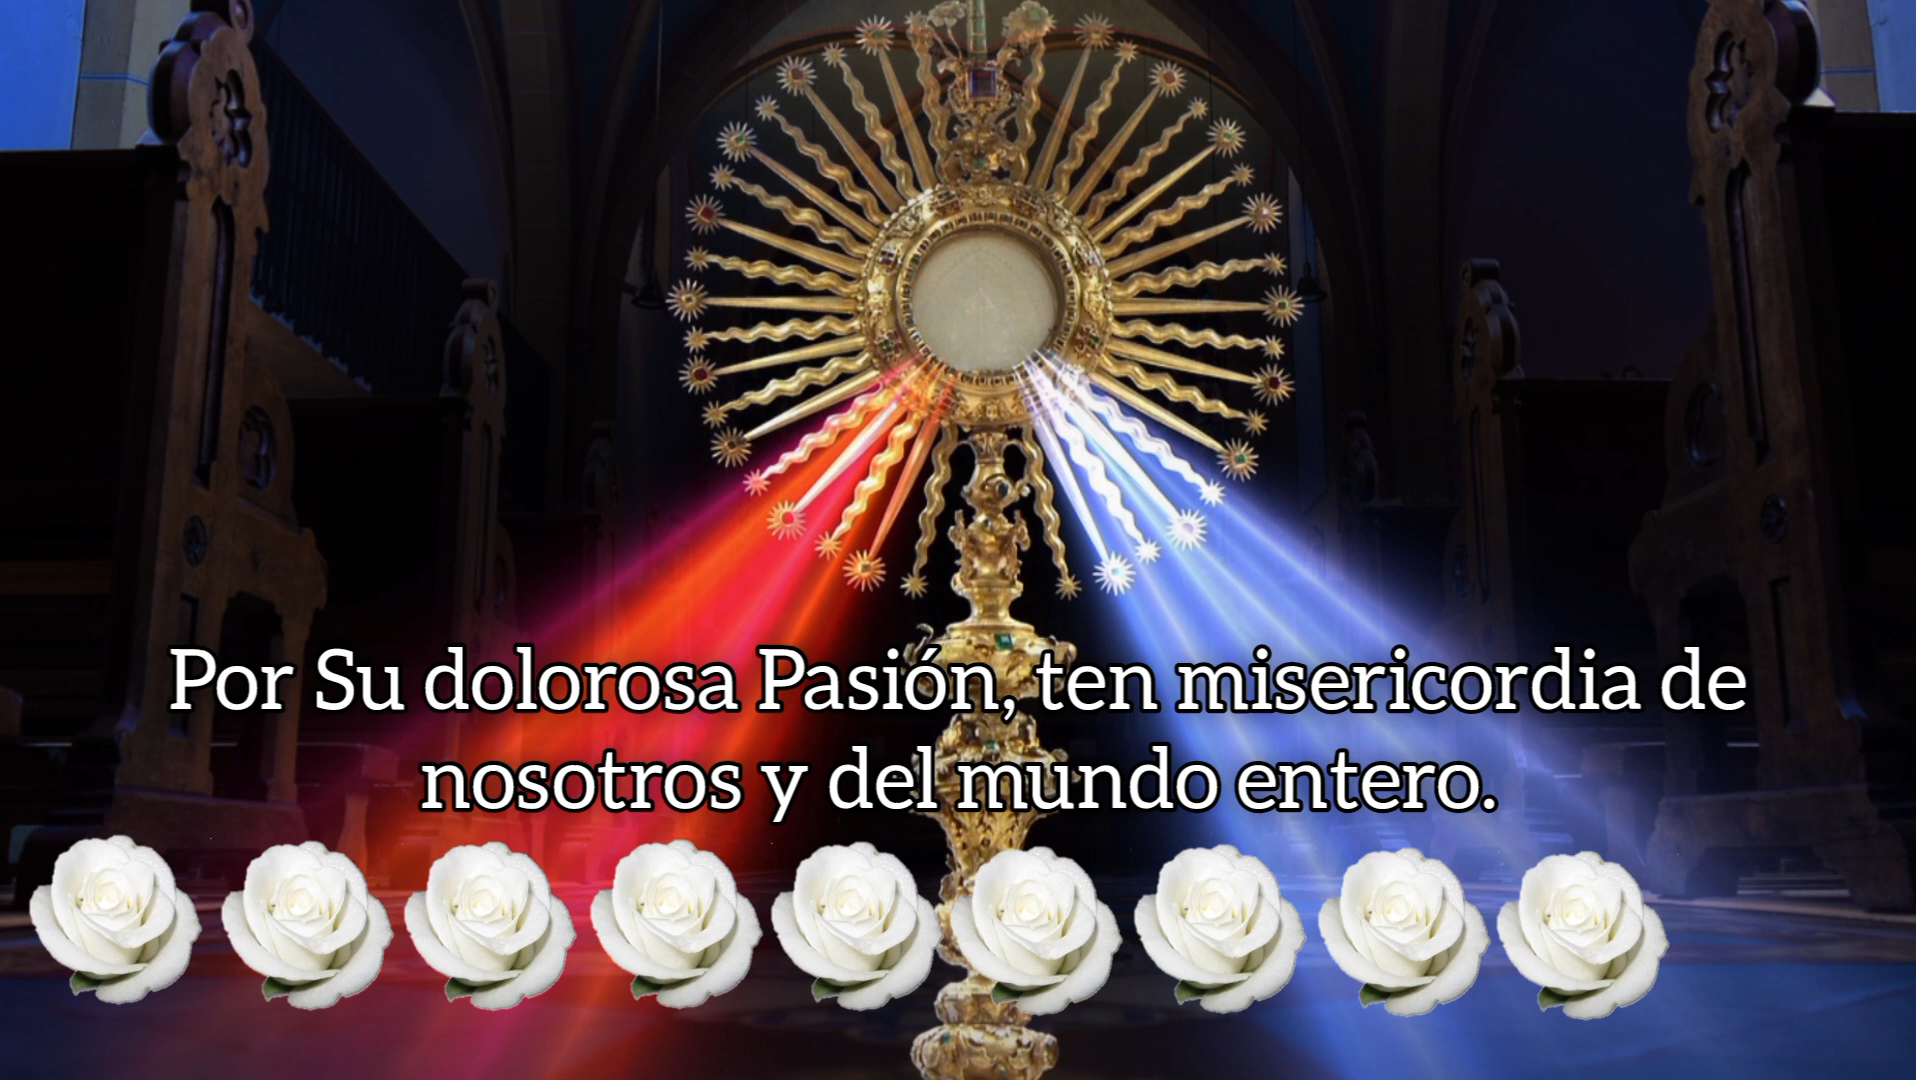 Por Su dolorosa Pasión, ten misericordia de
nosotros y del mundo entero.